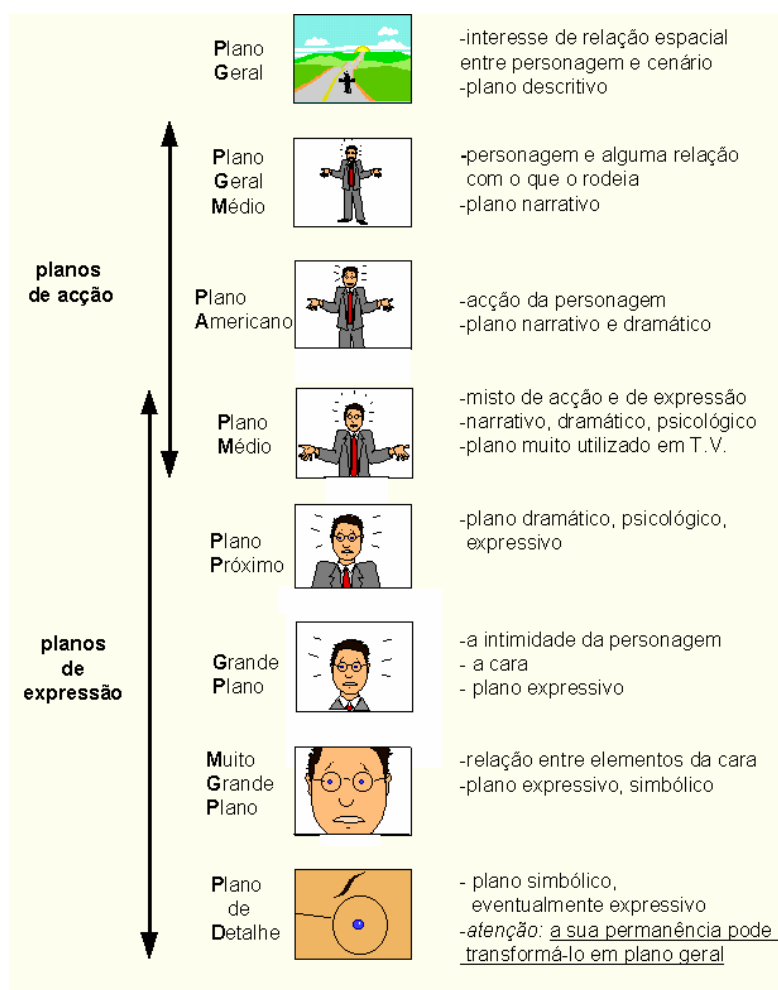 Plano
Geral
-interesse de relação espacial
entre personagem e cenário
-plano descritivo
planos
de acção
Plano
Geral
Médio
-personagem e alguma relação
com o que o rodeia
-plano narrativo
Plano
Americano
-acção da personagem
-plano narrativo e dramático
Plano
Médio
-misto de acção e de expressão
-narrativo, dramático, psicológico
-plano muito utilizado em T.V.
planos
de
expressão
Plano
Próximo
-plano dramático, psicológico,
expressivo
Grande
Plano
-a intimidade da personagem
- a cara
- plano expressivo
Muito
Grande
Plano
-relação entre elementos da cara
-plano expressivo, simbólico
Plano
de
Detalhe
- plano simbólico,
eventualmente expressivo
-atenção: a sua permanência pode
transformá-lo em plano geral